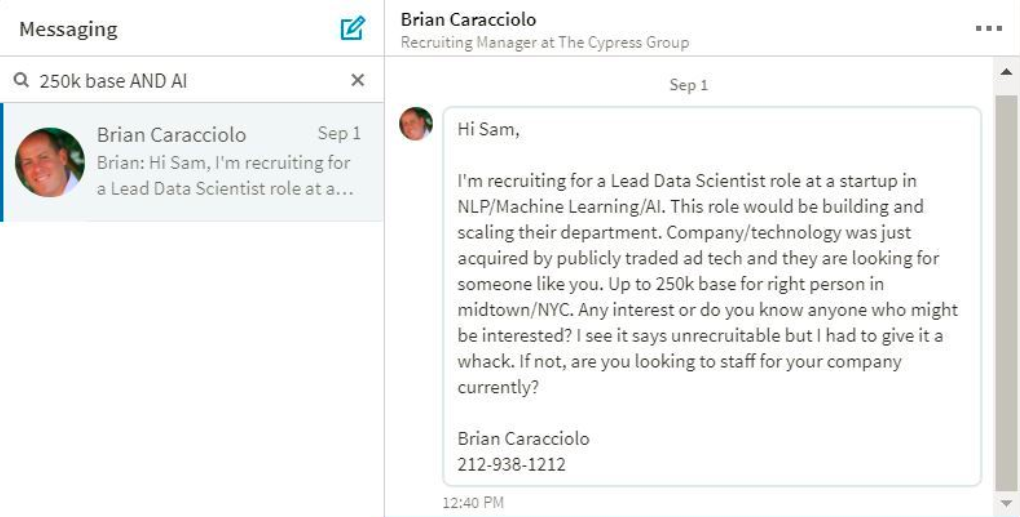 Messaging
250k base AND AI
Brian Caracciolo
Sep 1
Brian: Hi Sam, I'm recruiting for
a Lead Data Scientist role at a...
Brian Caracciolo
Recruiting Manager at The Cypress Group
Sep 1
Hi Sam,
I'm recruiting for a Lead Data Scientist role at a startup in
NLP/Machine Learning/AI. This role would be building and
scaling their department. Company/technology was just
acquired by publicly traded ad tech and they are looking for
someone like you. Up to 250k base for right person in
midtown/NYC. Any interest or do you know anyone who might
be interested? I see it says unrecruitable but I had to give it a
whack. If not, are you looking to staff for your company
currently?
Brian Caracciolo
212-938-1212
12:40 PM